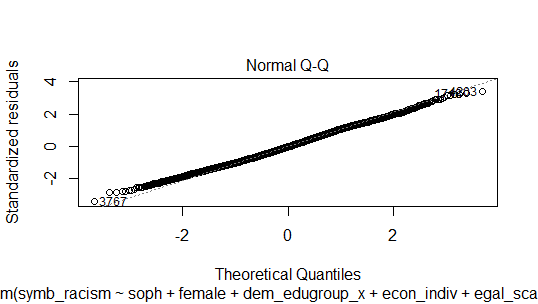 Normal Q-Q
Standardized residuals
4
2
0
-2
3767
4203
-2
0
2
Theoretical Quantiles
m(symb_racism ~ soph + female + dem_edugroup_x + econ_indiv + egal_sca